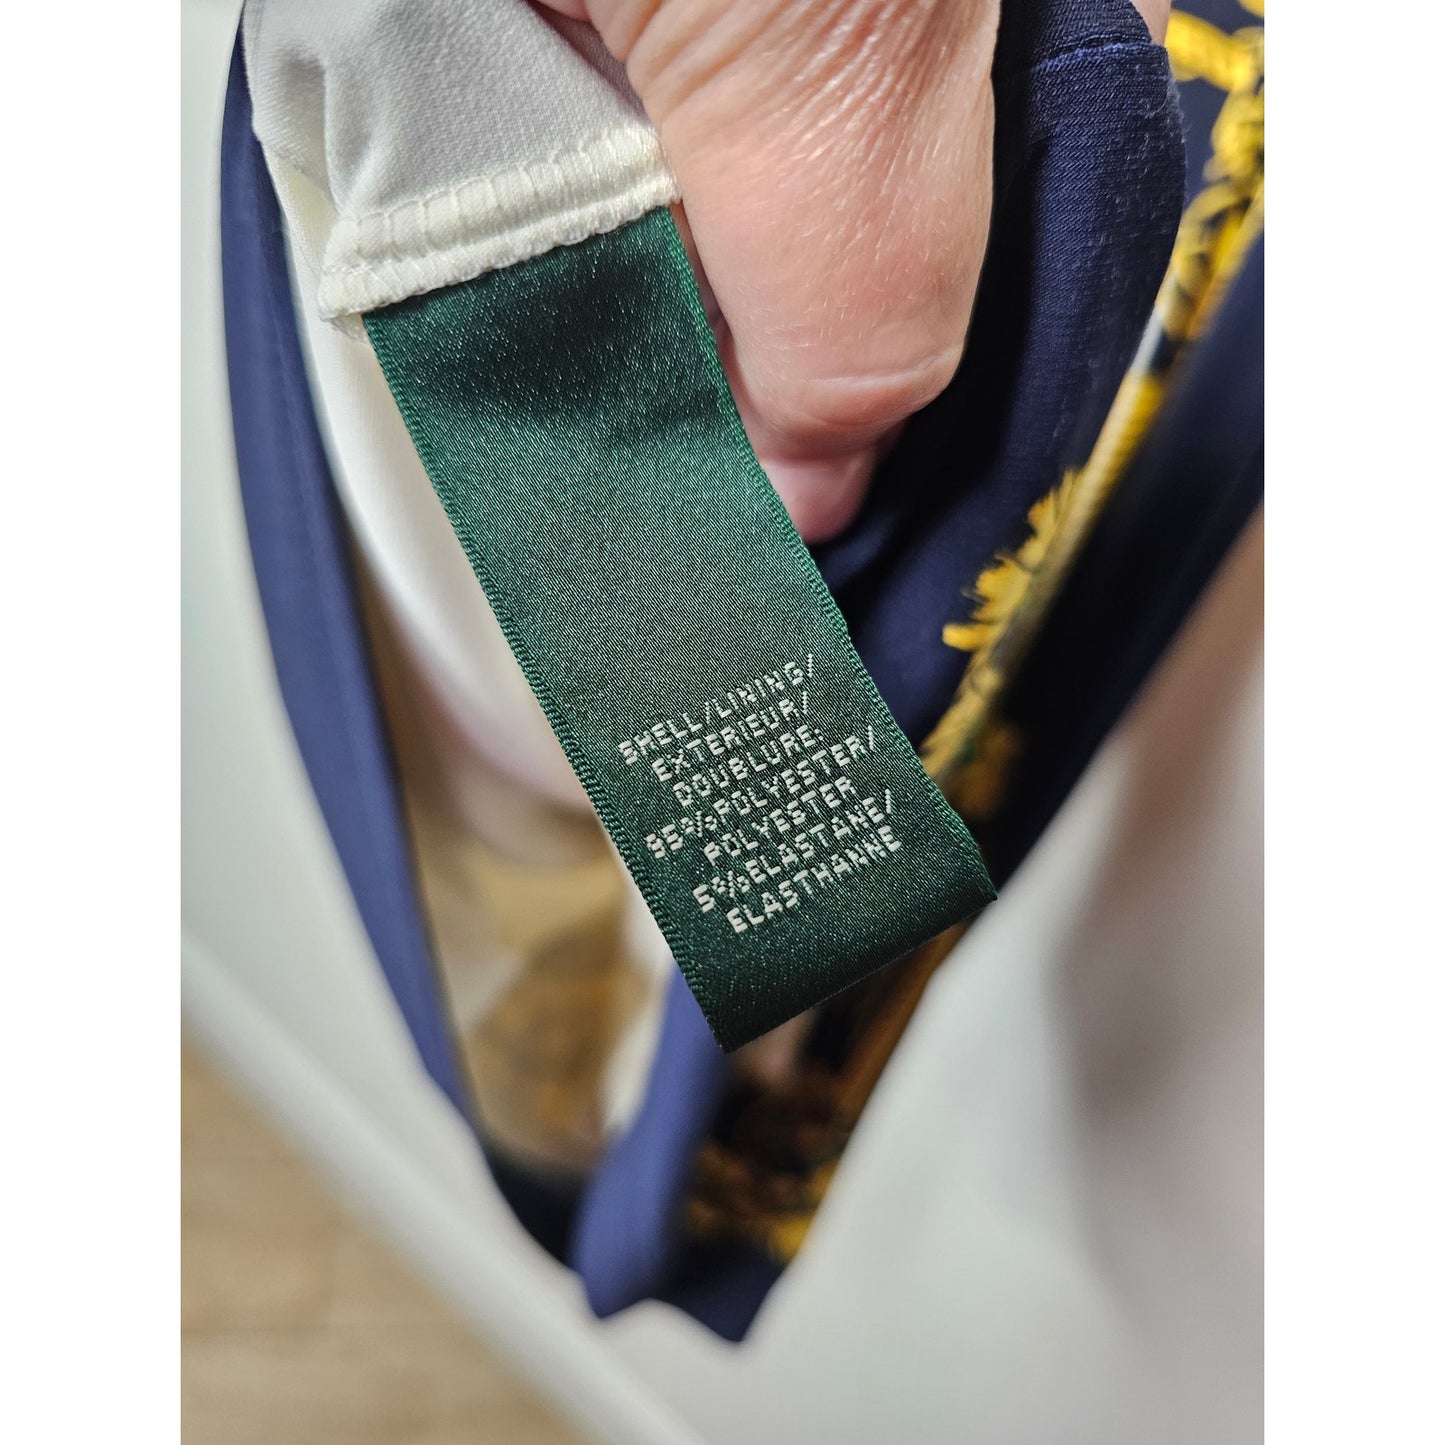 SHELL/LINING/
EXTERIEUR/
DOUBLURE:
95%POLYESTER/
POLYESTER
5%ELASTANE/
ELASTHANNE